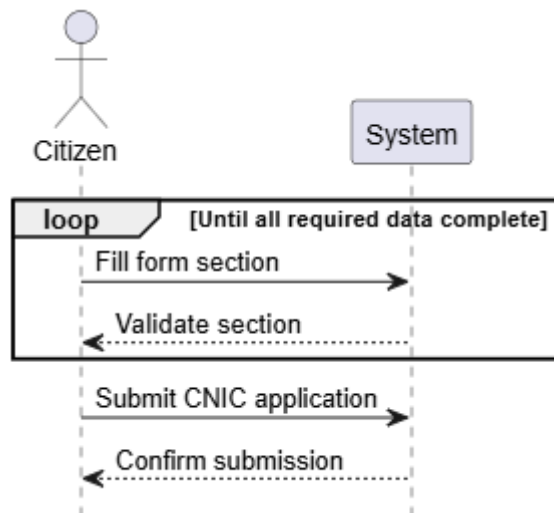 Citizen
System
loop [Until all required data complete]
Fill form section
Validate section
Submit CNIC application
Confirm submission